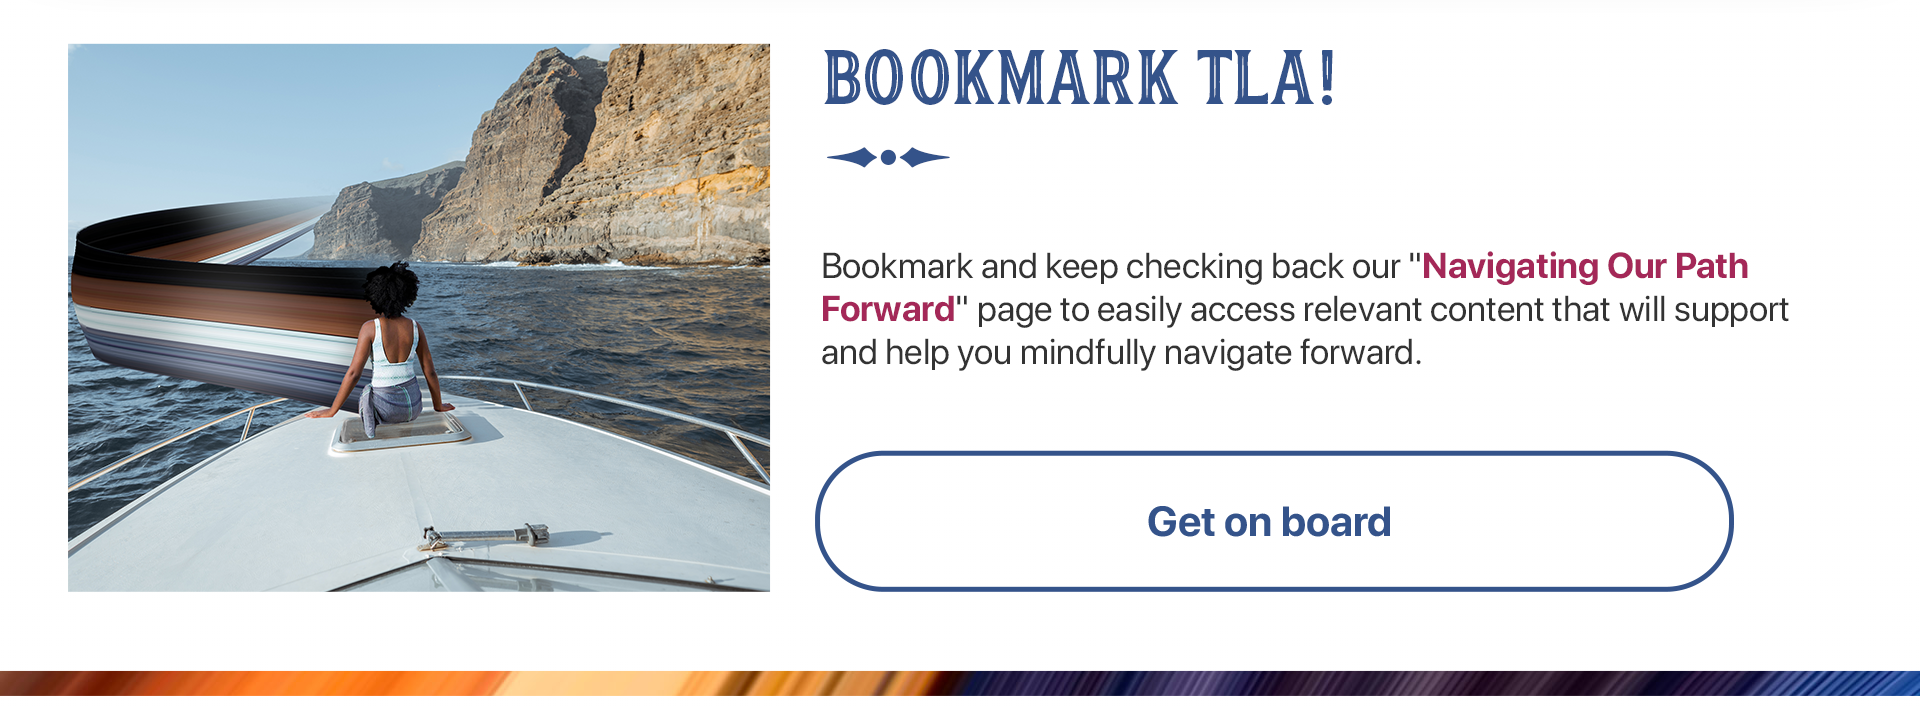 BOOKMARK TLA!
Bookmark and keep checking back our "Navigating Our Path
Forward" page to easily access relevant content that will support
and help you mindfully navigate forward.
Get on board